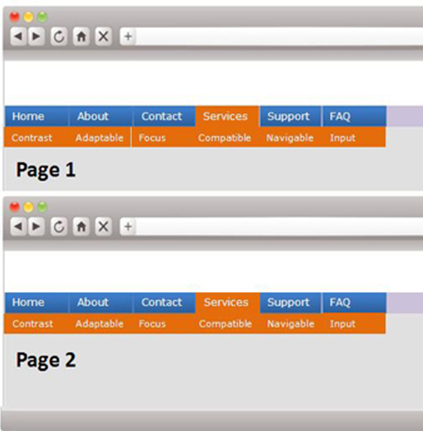 Home About Contact Services Support FAQ
Contrast Adaptable Focus Compatible Navigable Input
Page 1
Home About Contact Services Support FAQ
Contrast Adaptable Focus Compatible Navigable Input
Page 2